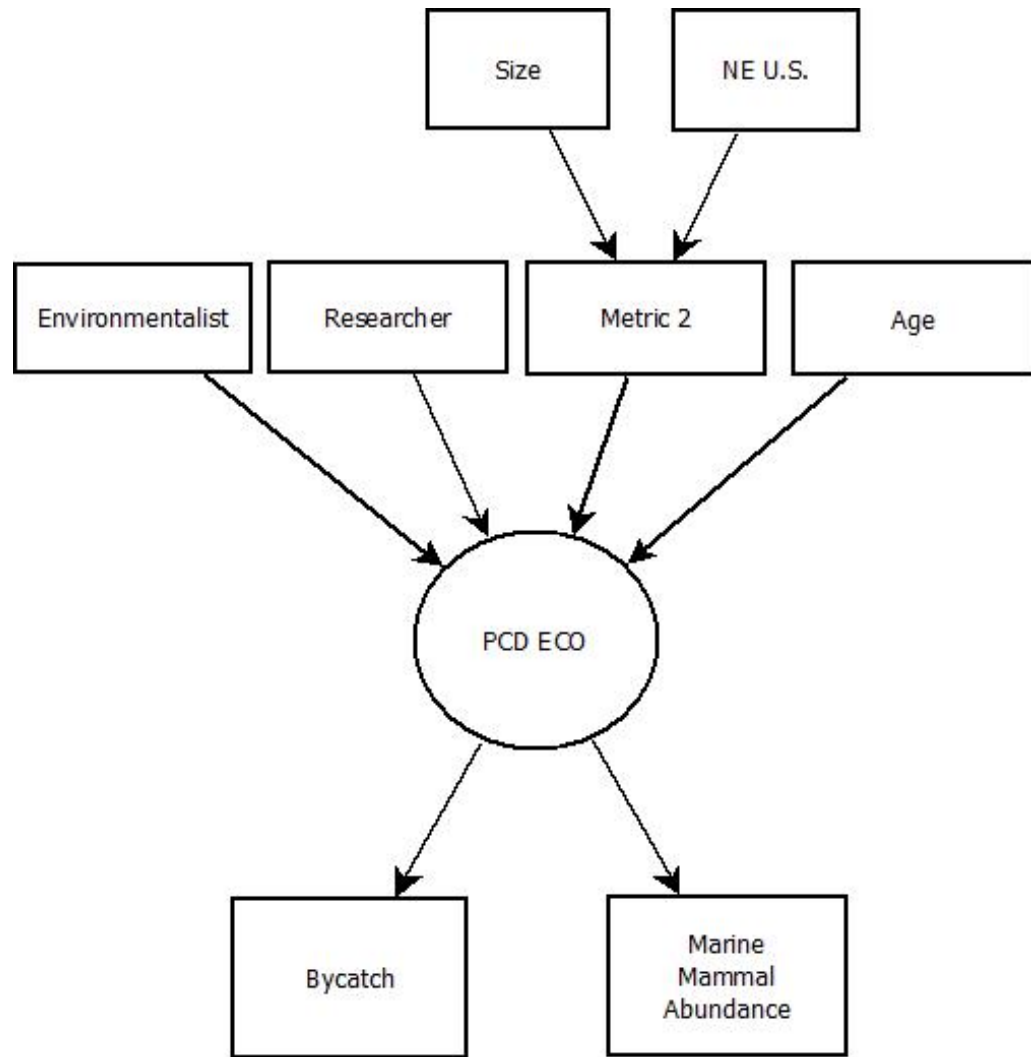 Size
NE U.S.
Environmentalist
Researcher
Metric 2
Age
PCD ECO
Bycatch
Marine
Mammal
Abundance